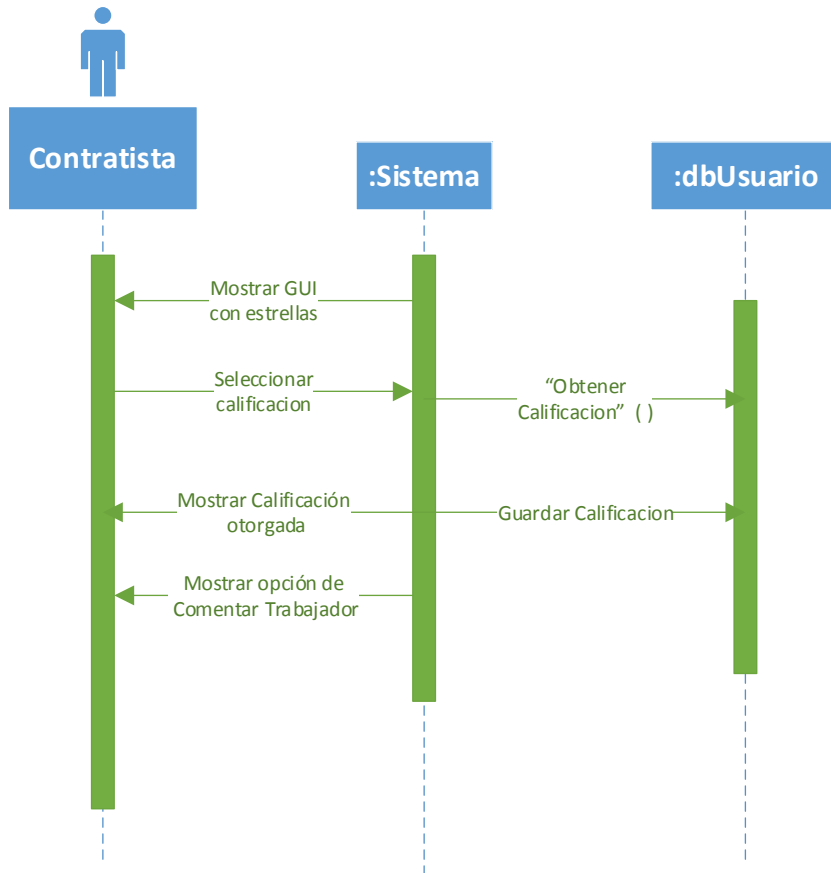 Contratista
:Sistema
:dbUsuario
Mostrar GUI
con estrellas
Seleccionar
calificacion
“Obtener
Calificacion” ( )
Mostrar Calificación
otorgada
Guardar Calificacion
Mostrar opción de
Comentar Trabajador